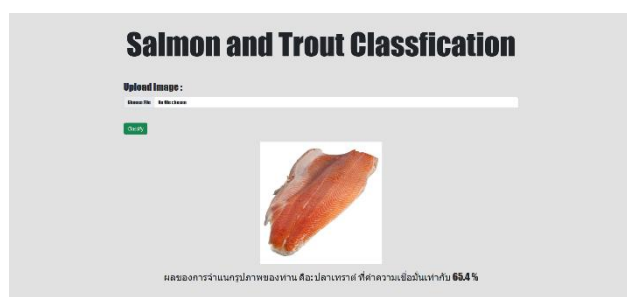 Salmon and Trout Classfication
Upload Image :
Choose File No file chosen
Classify
ผลของการจำแนกรูปภาพของท่าน คือ: ปลาเทราต์ ที่ค่าความเชื่อมั่นเท่ากับ 65.4 %